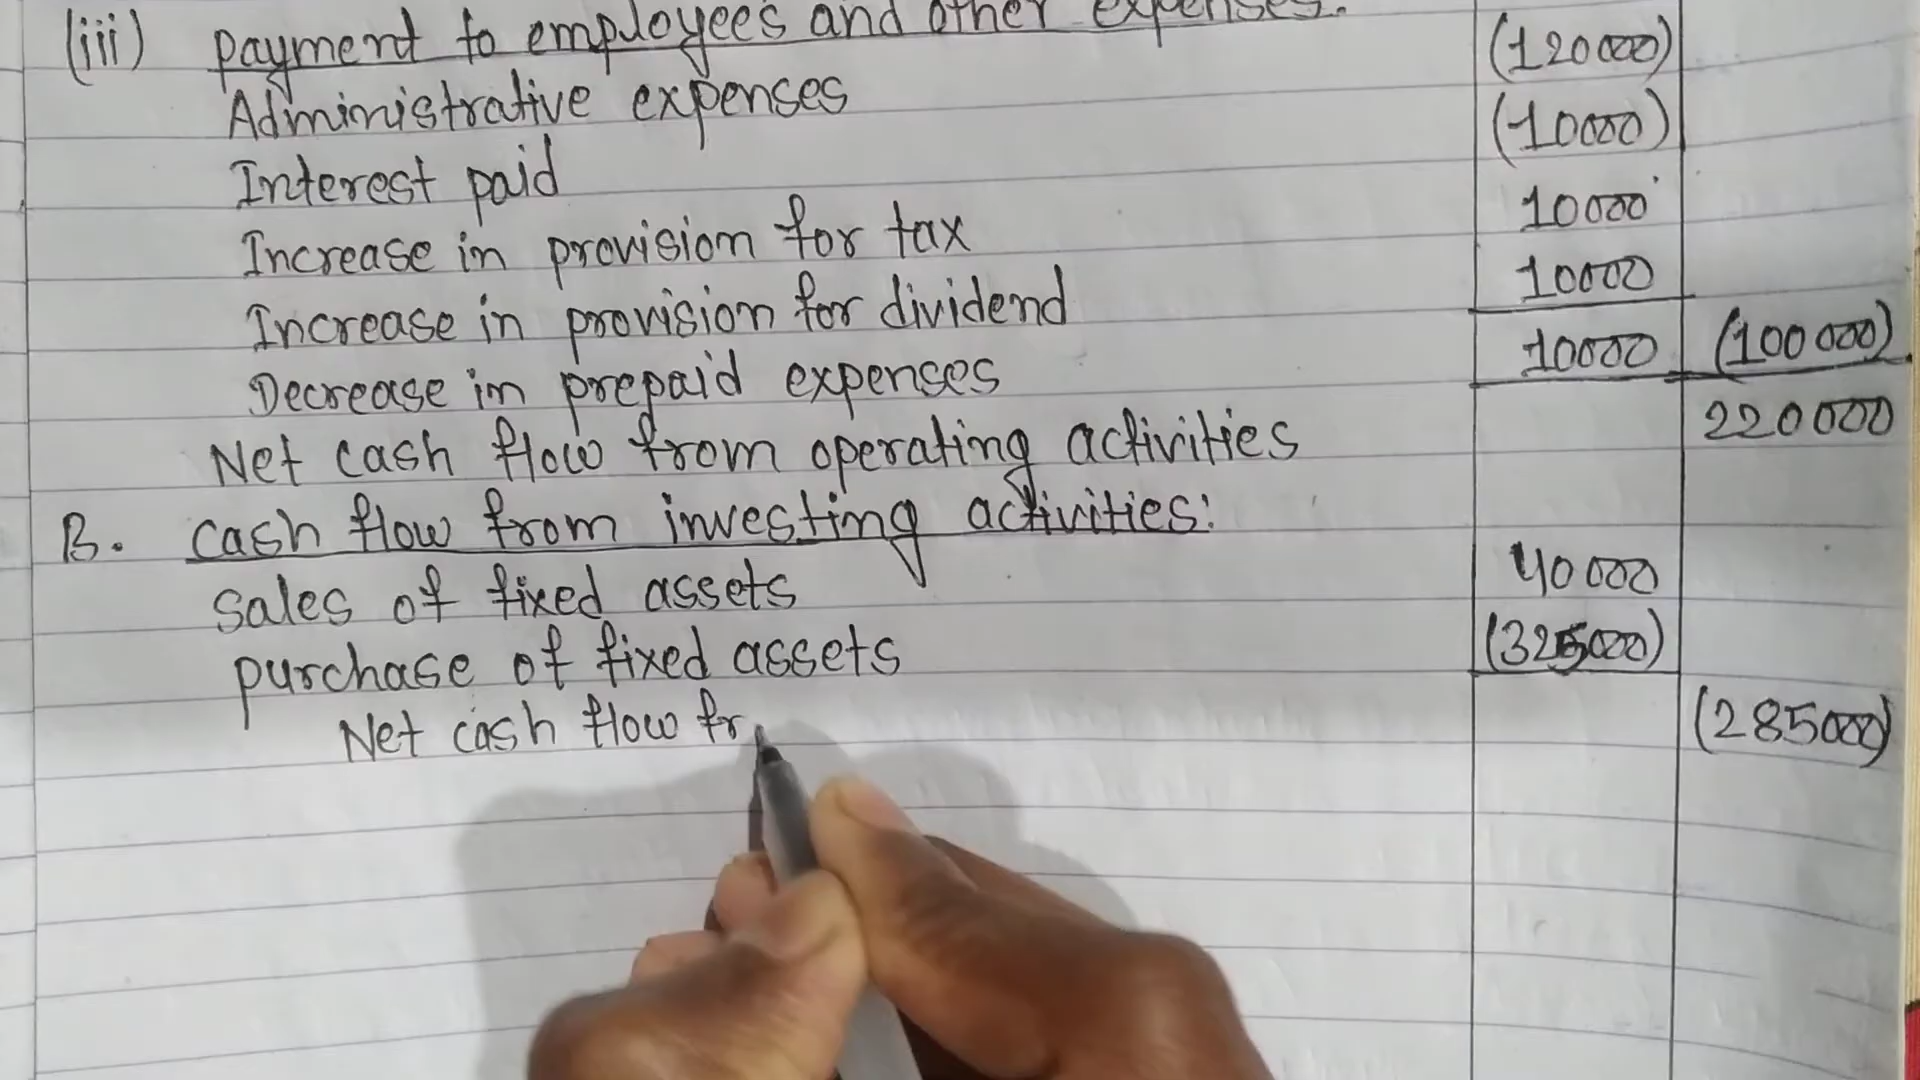 (iii) payment to employees and other expenses.
Administrative expenses (120000)
Interest paid (10000)
Increase in provision for tax 10000
Increase in provision for dividend 10000
Decrease in prepaid expenses 10000 (100000)
Net cash flow from operating activities 220000
B. cash flow from investing activities:
sales of fixed assets 40000
purchase of fixed assets (325000)
Net cash flow fr (285000)